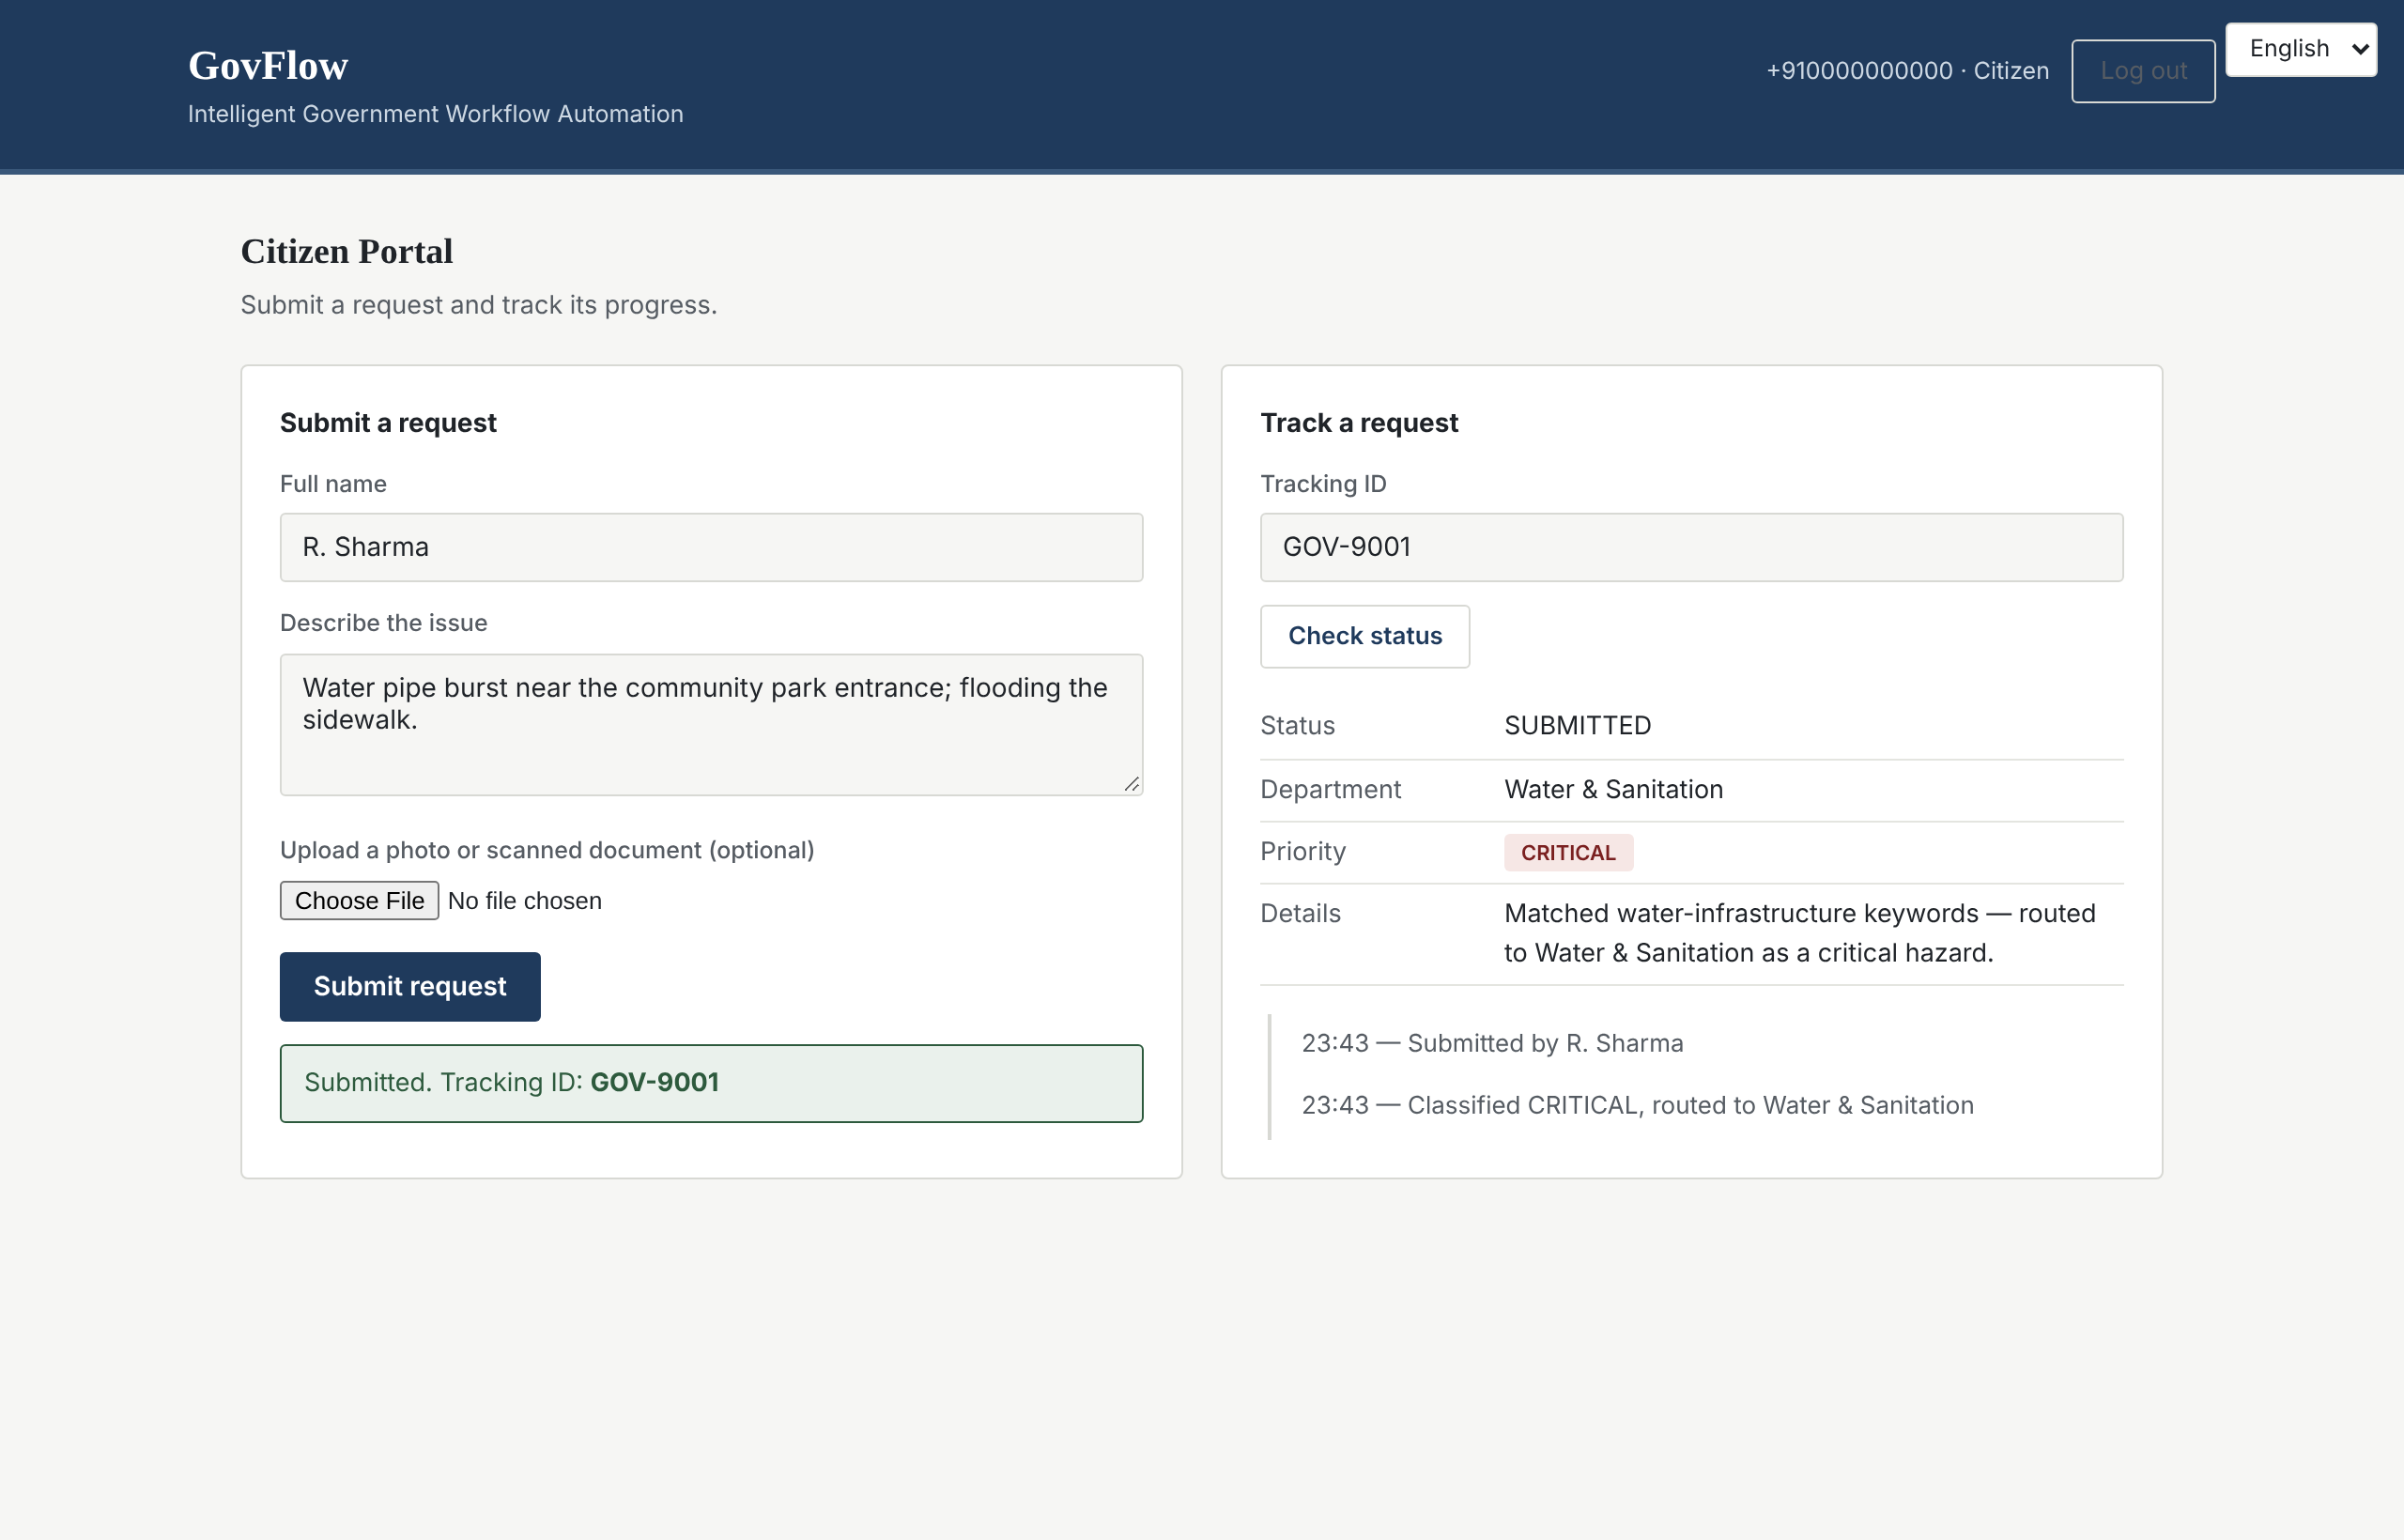 GovFlow
Intelligent Government Workflow Automation
+910000000000 · Citizen
Log out
English
Citizen Portal
Submit a request and track its progress.
Submit a request
Full name
R. Sharma
Describe the issue
Water pipe burst near the community park entrance; flooding the
sidewalk.
Upload a photo or scanned document (optional)
Choose File No file chosen
Submit request
Submitted. Tracking ID: GOV-9001
Track a request
Tracking ID
GOV-9001
Check status
Status SUBMITTED
Department Water & Sanitation
Priority CRITICAL
Details Matched water-infrastructure keywords — routed
to Water & Sanitation as a critical hazard.
23:43 — Submitted by R. Sharma
23:43 — Classified CRITICAL, routed to Water & Sanitation